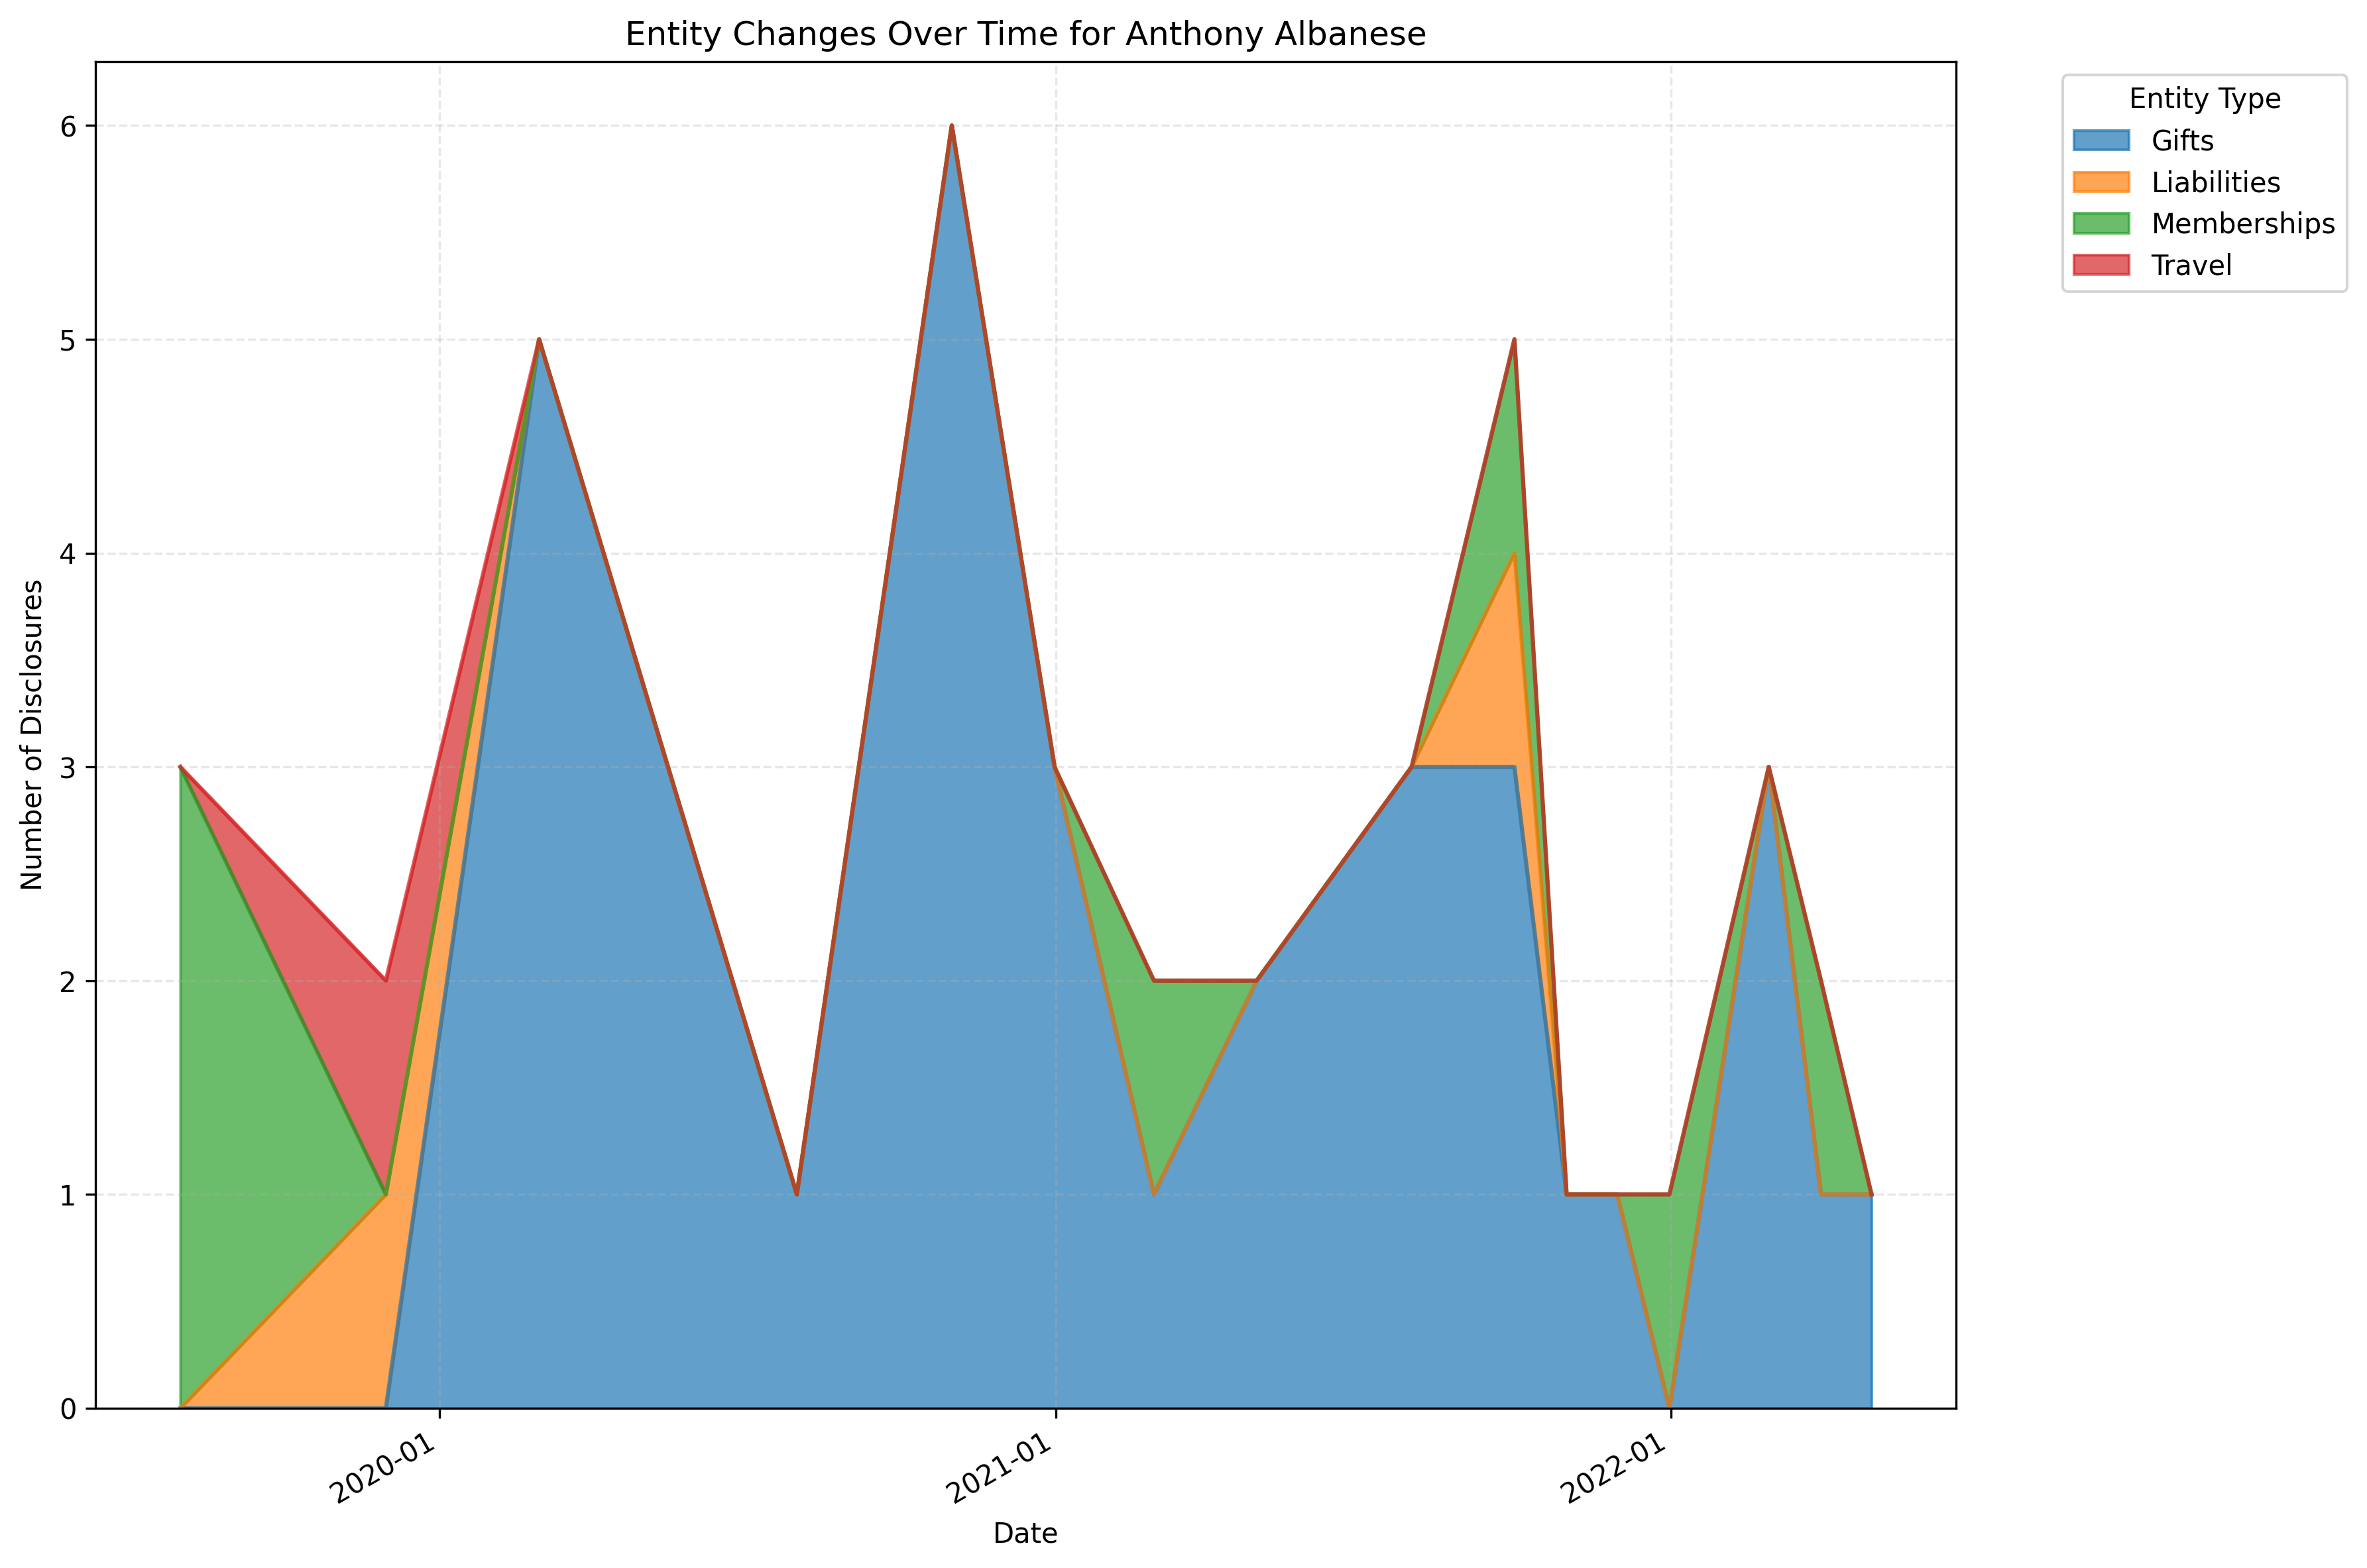 Entity Changes Over Time for Anthony Albanese
Entity Type
Gifts
Liabilities
Memberships
Travel
Number of Disclosures
6
5
4
3
2
1
0
2020-01
2021-01
2022-01
Date